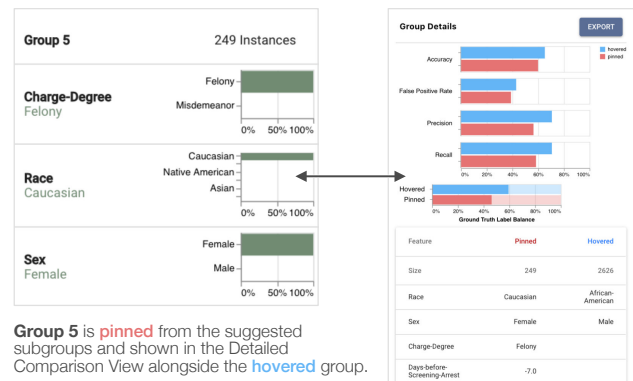 Group 5
249 Instances
Charge-Degree
Felony
Felony
Misdemeanor
0% 50% 100%
Race
Caucasian
Caucasian
Native American
Asian
0% 50% 100%
Sex
Female
Female
Male
0% 50% 100%
Group 5 is pinned from the suggested
subgroups and shown in the Detailed
Comparison View alongside the hovered group.
Group Details
EXPORT
hovered
pinned
Accuracy
False Positive Rate
Precision
Recall
0% 20% 40% 60% 80% 100%
Hovered
Pinned
0% 20% 40% 60% 80% 100%
Ground Truth Label Balance
Feature Pinned Hovered
Size 249 2626
Race Caucasian African-
American
Sex Female Male
Charge-Degree Felony
Days-before-
Screening-Arrest -7.0